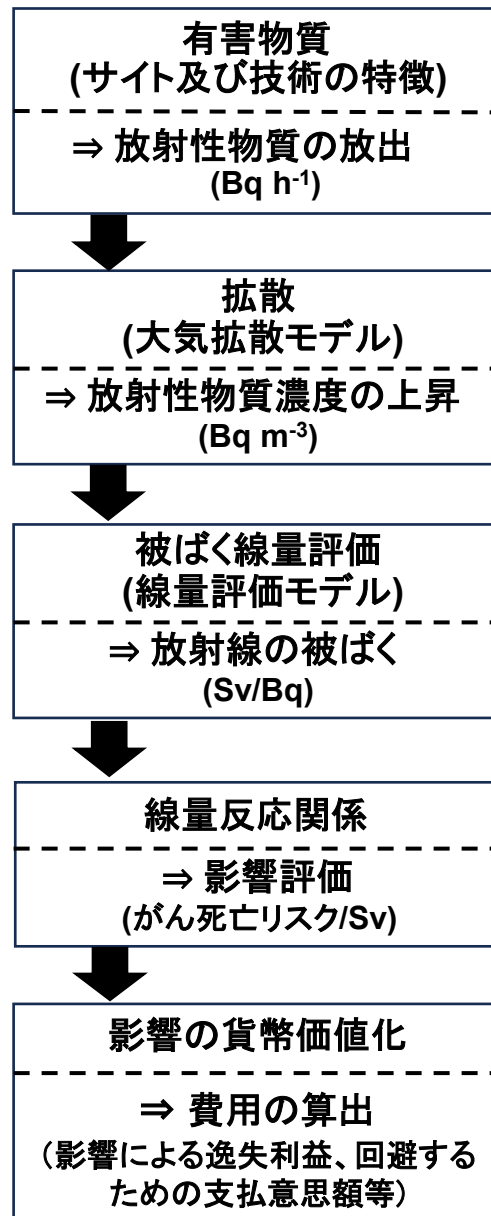 有害物質
(サイト及び技術の特徴)
⇒ 放射性物質の放出
(Bq h-1)
拡散
(大気拡散モデル)
⇒ 放射性物質濃度の上昇
(Bq m-3)
被ばく線量評価
(線量評価モデル)
⇒ 放射線の被ばく
(Sv/Bq)
線量反応関係
⇒ 影響評価
(がん死亡リスク/Sv)
影響の貨幣価値化
⇒ 費用の算出
（影響による逸失利益、回避する
ための支払意思額等）